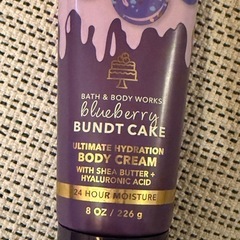 BATH & BODY WORKS
blueberry
BUNDT CAKE
ULTIMATE HYDRATION
BODY CREAM
WITH SHEA BUTTER +
HYALURONIC ACID
24 HOUR MOISTURE
8 OZ / 226 g